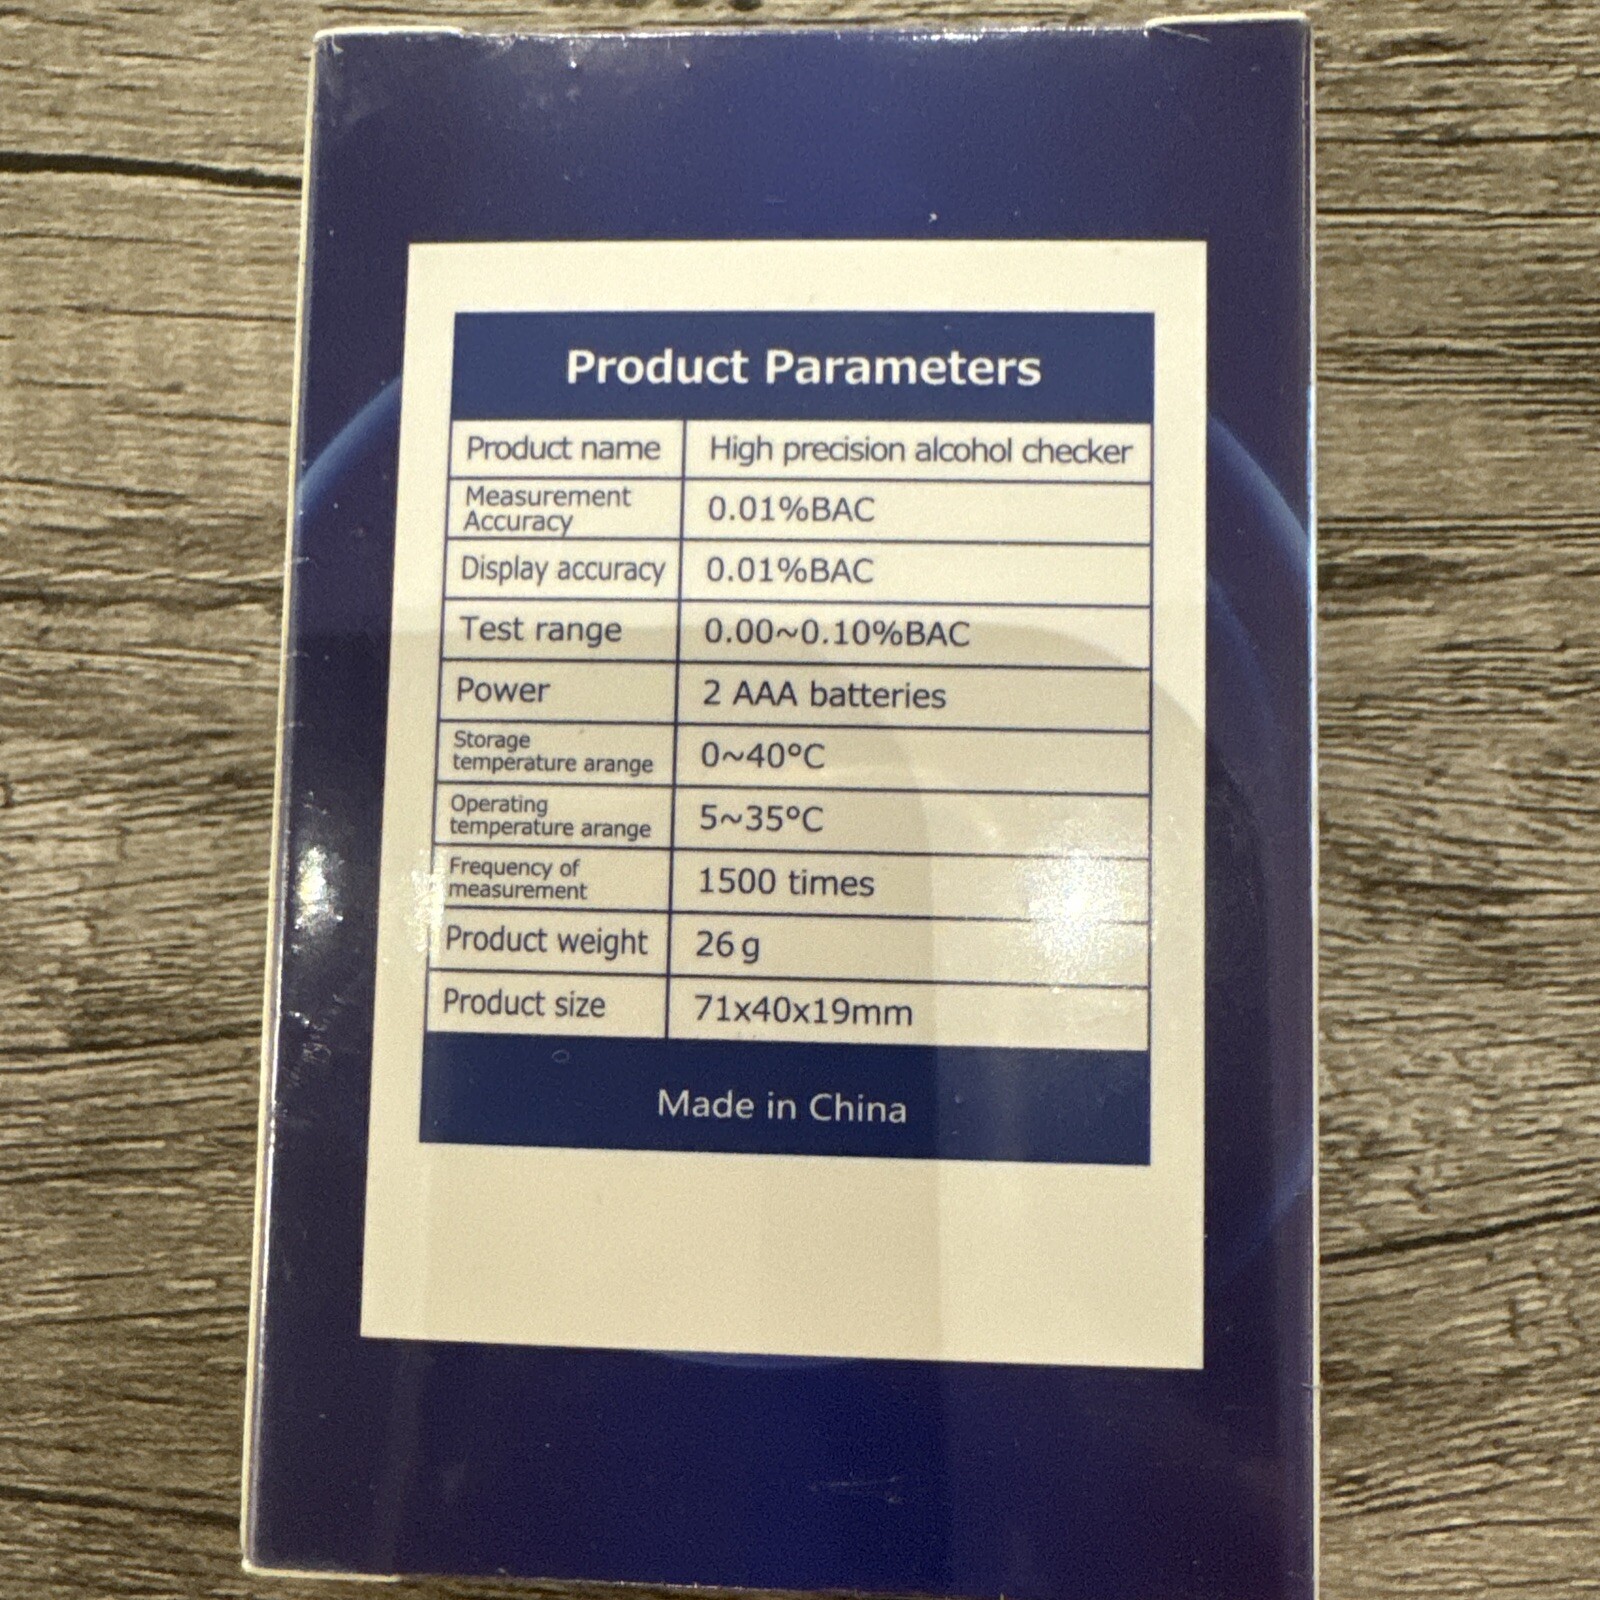 Product Parameters
Product name High precision alcohol checker
Measurement
Accuracy
0.01%BAC
Display accuracy 0.01%BAC
Test range 0.00~0.10%BAC
Power 2 AAA batteries
Storage
temperature arange
0~40°C
Operating
temperature arange
5~35°C
Frequency of
measurement
1500 times
Product weight 26g
Product size 71x40x19mm
Made in China